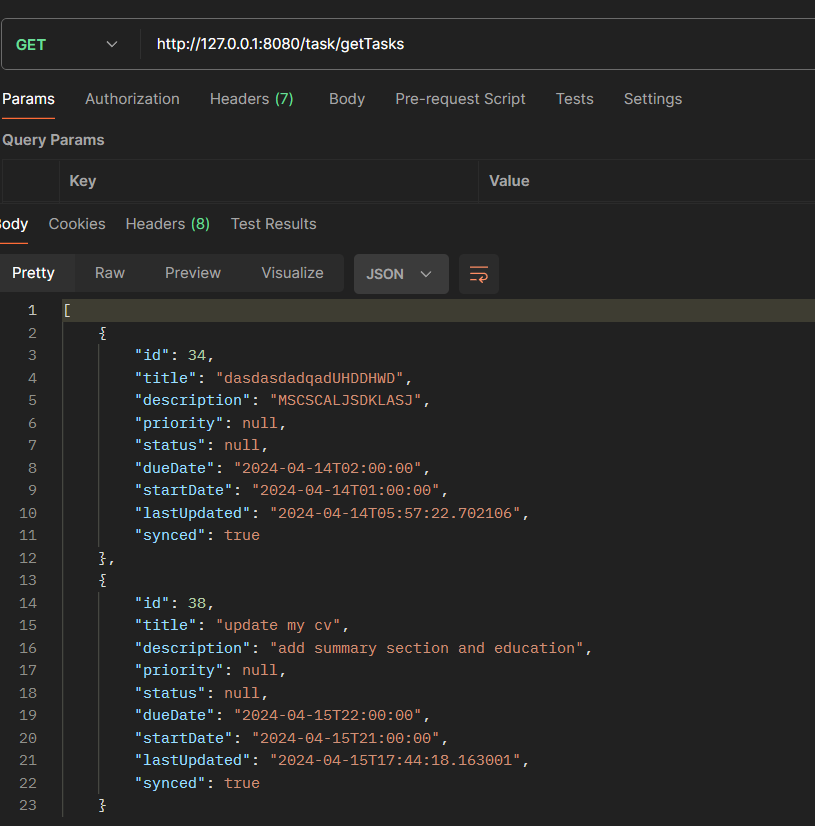 GET http://127.0.0.1:8080/task/getTasks
Params Authorization Headers (7) Body Pre-request Script Tests Settings
Query Params
Key Value
ody Cookies Headers (8) Test Results
Pretty Raw Preview Visualize JSON
1 [
2 {
3 "id": 34,
4 "title": "dasdasdadqadUHDDHWD",
5 "description": "MSCSCALJSDKLASJ",
6 "priority": null,
7 "status": null,
8 "dueDate": "2024-04-14T02:00:00",
9 "startDate": "2024-04-14T01:00:00",
10 "lastUpdated": "2024-04-14T05:57:22.702106",
11 "synced": true
12 },
13 {
14 "id": 38,
15 "title": "update my cv",
16 "description": "add summary section and education",
17 "priority": null,
18 "status": null,
19 "dueDate": "2024-04-15T22:00:00",
20 "startDate": "2024-04-15T21:00:00",
21 "lastUpdated": "2024-04-15T17:44:18.163001",
22 "synced": true
23 }